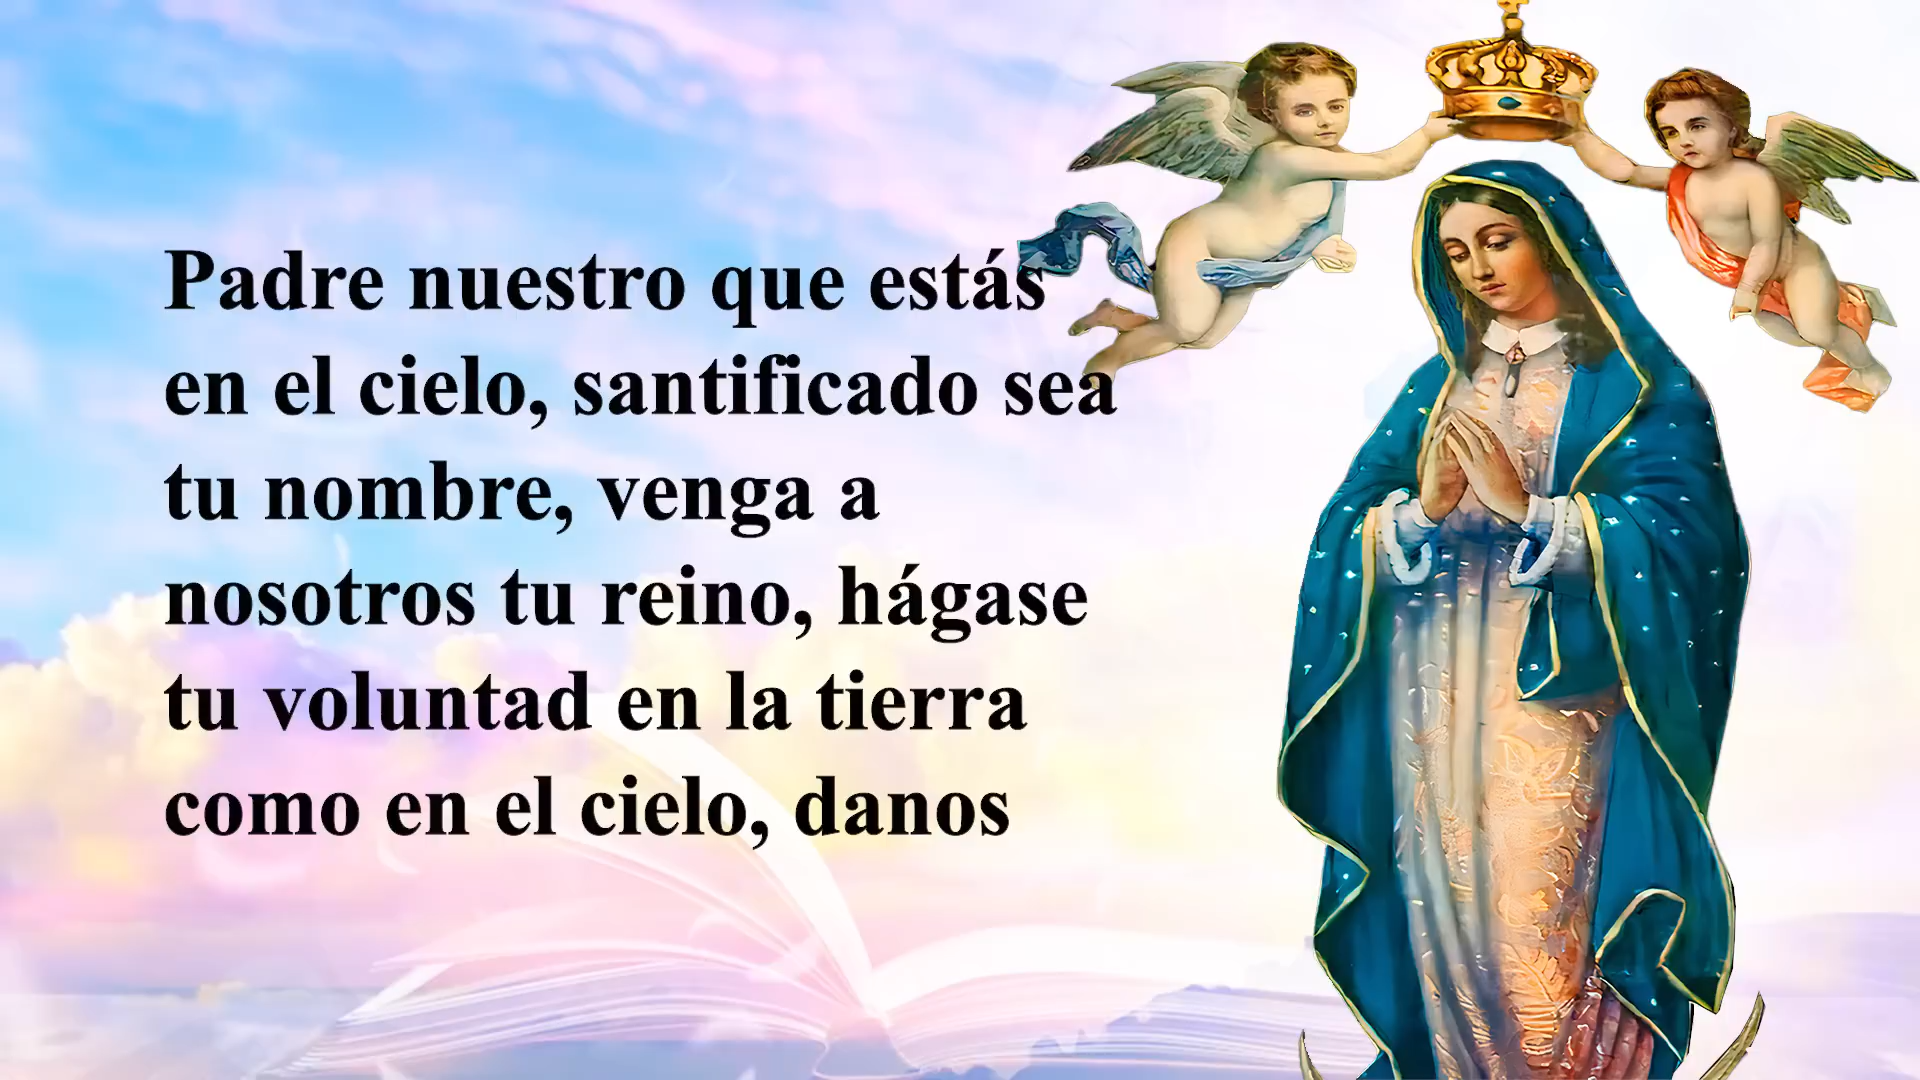 Padre nuestro que estás
en el cielo, santificado sea
tu nombre, venga a
nosotros tu reino, hágase
tu voluntad en la tierra
como en el cielo, danos